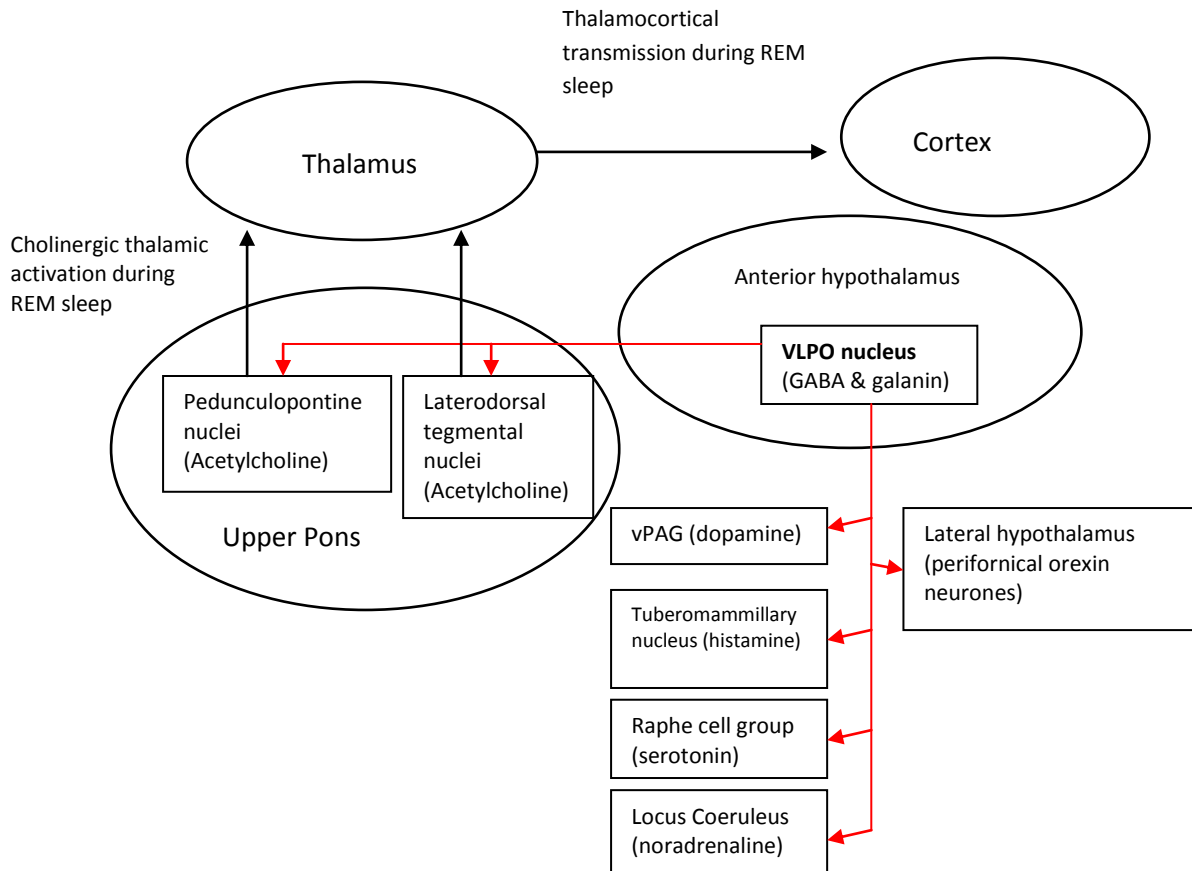 Thalamocortical
transmission during REM
sleep
Thalamus
Cortex
Cholinergic thalamic
activation during
REM sleep
Anterior hypothalamus
VLPO nucleus
(GABA & galanin)
Pedunculopontine
nuclei
(Acetylcholine)
Laterodorsal
tegmental
nuclei
(Acetylcholine)
Upper Pons
vPAG (dopamine)
Lateral hypothalamus
(perifornical orexin
neurones)
Tuberomammillary
nucleus (histamine)
Raphe cell group
(serotonin)
Locus Coeruleus
(noradrenaline)